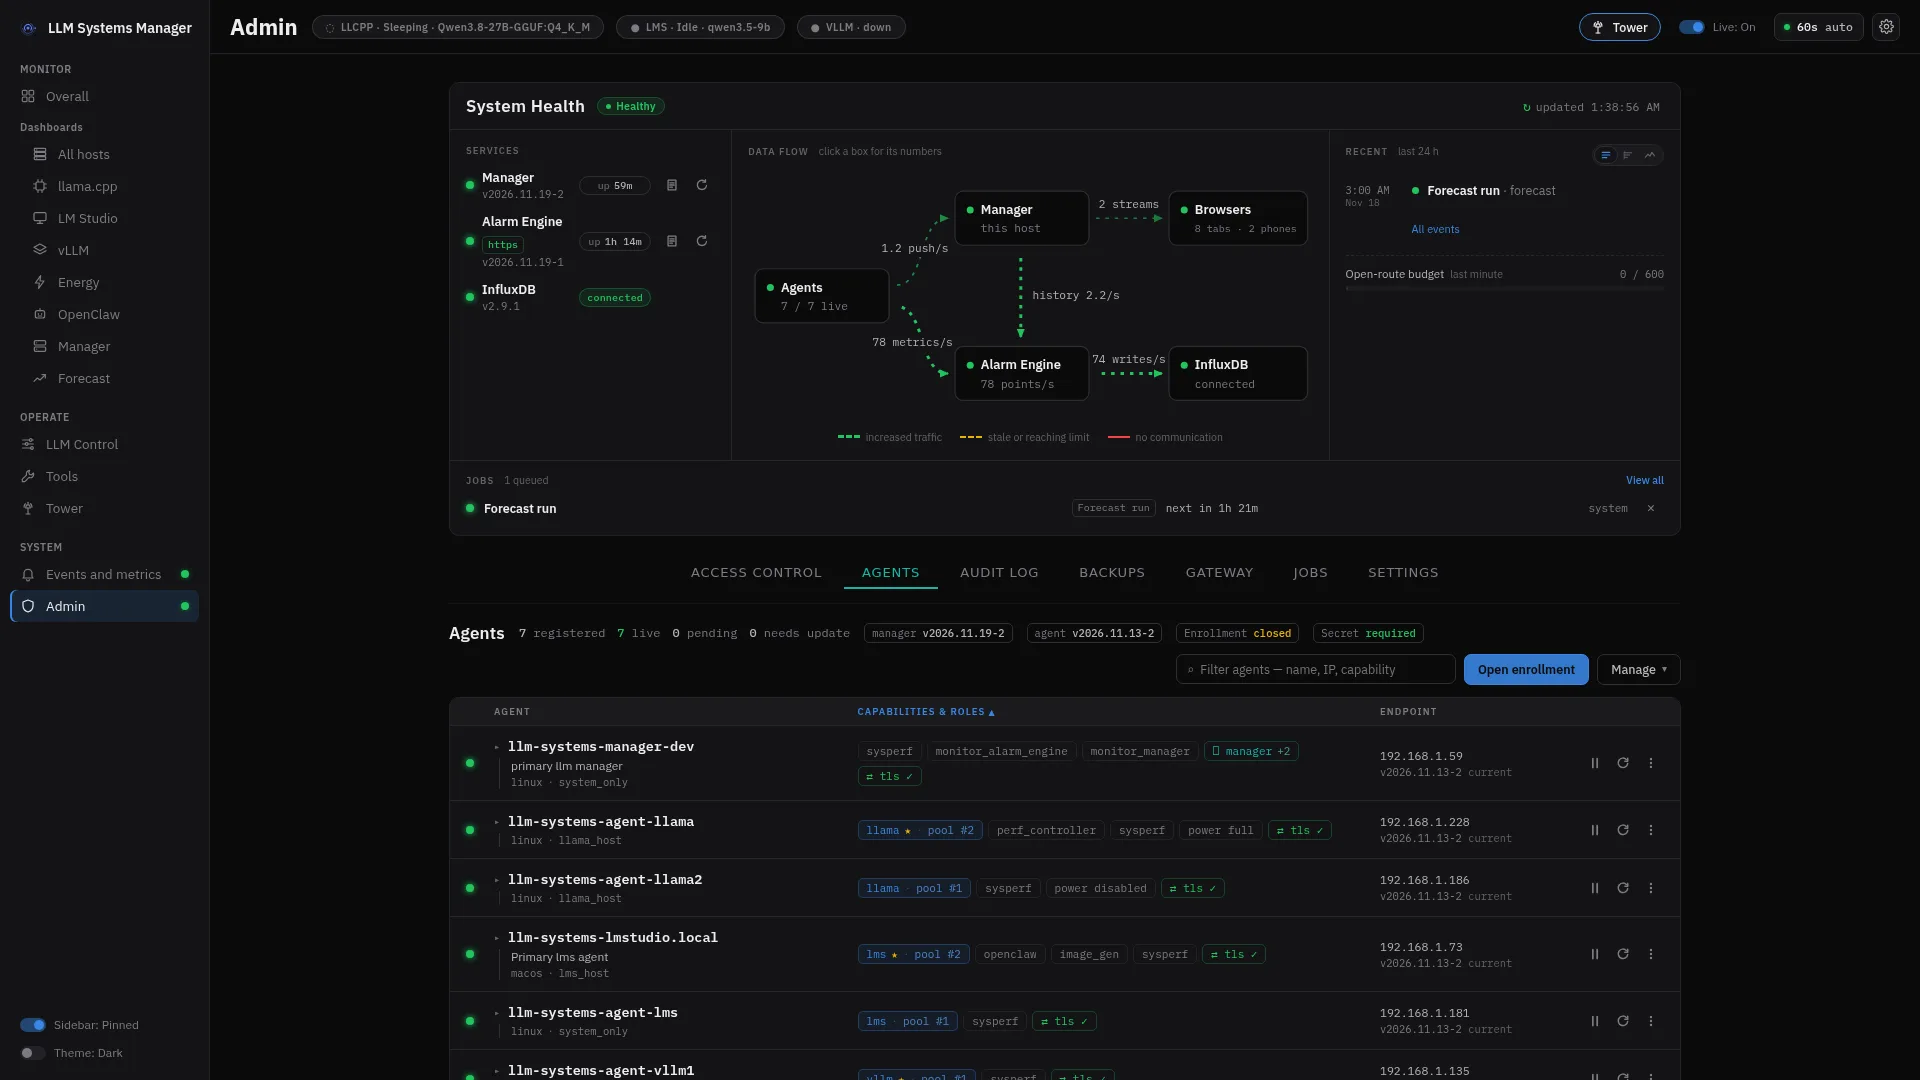 LLM Systems Manager
MONITOR
Overall
Dashboards
All hosts
llama.cpp
LM Studio
vLLM
Energy
OpenClaw
Manager
Forecast
OPERATE
LLM Control
Tools
Tower
SYSTEM
Events and metrics
Admin
Sidebar: Pinned
Theme: Dark
Admin
LLCPP · Sleeping · Qwen3.8-27B-GGUF:Q4_K_M
LMS · Idle · qwen3.5-9b
VLLM · down
Tower
Live: On
60s auto
System Health
Healthy
↻ updated 1:38:56 AM
SERVICES
Manager
v2026.11.19-2
up 59m
Alarm Engine
https
v2026.11.19-1
up 1h 14m
InfluxDB
v2.9.1
connected
DATA FLOW click a box for its numbers
Manager
this host
2 streams
Browsers
8 tabs · 2 phones
1.2 push/s
Agents
7 / 7 live
history 2.2/s
78 metrics/s
Alarm Engine
78 points/s
74 writes/s
InfluxDB
connected
increased traffic
stale or reaching limit
no communication
RECENT last 24 h
3:00 AM
Nov 18
Forecast run · forecast
All events
Open-route budget last minute
0 / 600
JOBS 1 queued
View all
Forecast run
Forecast run
next in 1h 21m
system ×
ACCESS CONTROL
AGENTS
AUDIT LOG
BACKUPS
GATEWAY
JOBS
SETTINGS
Agents 7 registered 7 live 0 pending 0 needs update
manager v2026.11.19-2
agent v2026.11.13-2
Enrollment closed
Secret required
Filter agents — name, IP, capability
Open enrollment
Manage ▾
AGENT
CAPABILITIES & ROLES ▲
ENDPOINT
llm-systems-manager-dev
primary llm manager
linux · system_only
sysperf
monitor_alarm_engine
monitor_manager
manager +2
⇄ tls ✓
192.168.1.59
v2026.11.13-2 current
llm-systems-agent-llama
linux · llama_host
llama ★ · pool #2
perf_controller
sysperf
power full
⇄ tls ✓
192.168.1.228
v2026.11.13-2 current
llm-systems-agent-llama2
linux · llama_host
llama · pool #1
sysperf
power disabled
⇄ tls ✓
192.168.1.186
v2026.11.13-2 current
llm-systems-lmstudio.local
Primary lms agent
macos · lms_host
lms ★ · pool #2
openclaw
image_gen
sysperf
⇄ tls ✓
192.168.1.73
v2026.11.13-2 current
llm-systems-agent-lms
linux · system_only
lms · pool #1
sysperf
⇄ tls ✓
192.168.1.181
v2026.11.13-2 current
llm-systems-agent-vllm1
vllm ★ · pool #1
sysperf
⇄ tls ✓
192.168.1.135